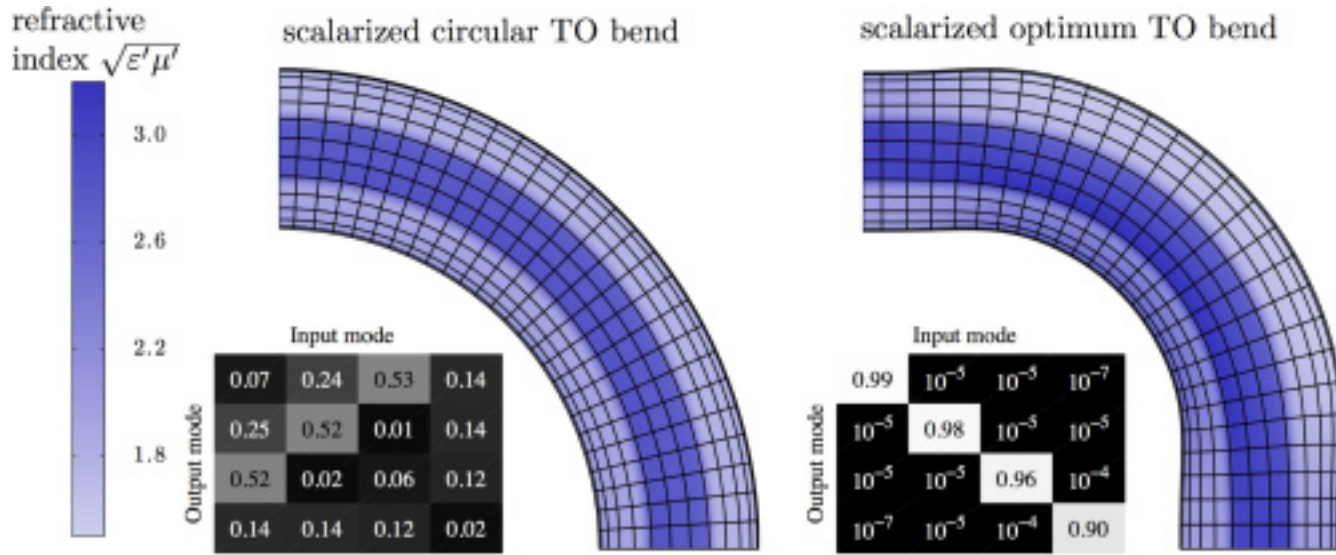 refractive
index √ε′μ′
3.0
2.6
2.2
1.8
scalarized circular TO bend
Input mode
Output mode
0.07 0.24 0.53 0.14
0.25 0.52 0.01 0.14
0.52 0.02 0.06 0.12
0.14 0.14 0.12 0.02
scalarized optimum TO bend
Input mode
Output mode
0.99 10⁻⁵ 10⁻⁵ 10⁻⁷
10⁻⁵ 0.98 10⁻⁵ 10⁻⁵
10⁻⁵ 10⁻⁵ 0.96 10⁻⁴
10⁻⁷ 10⁻⁵ 10⁻⁴ 0.90